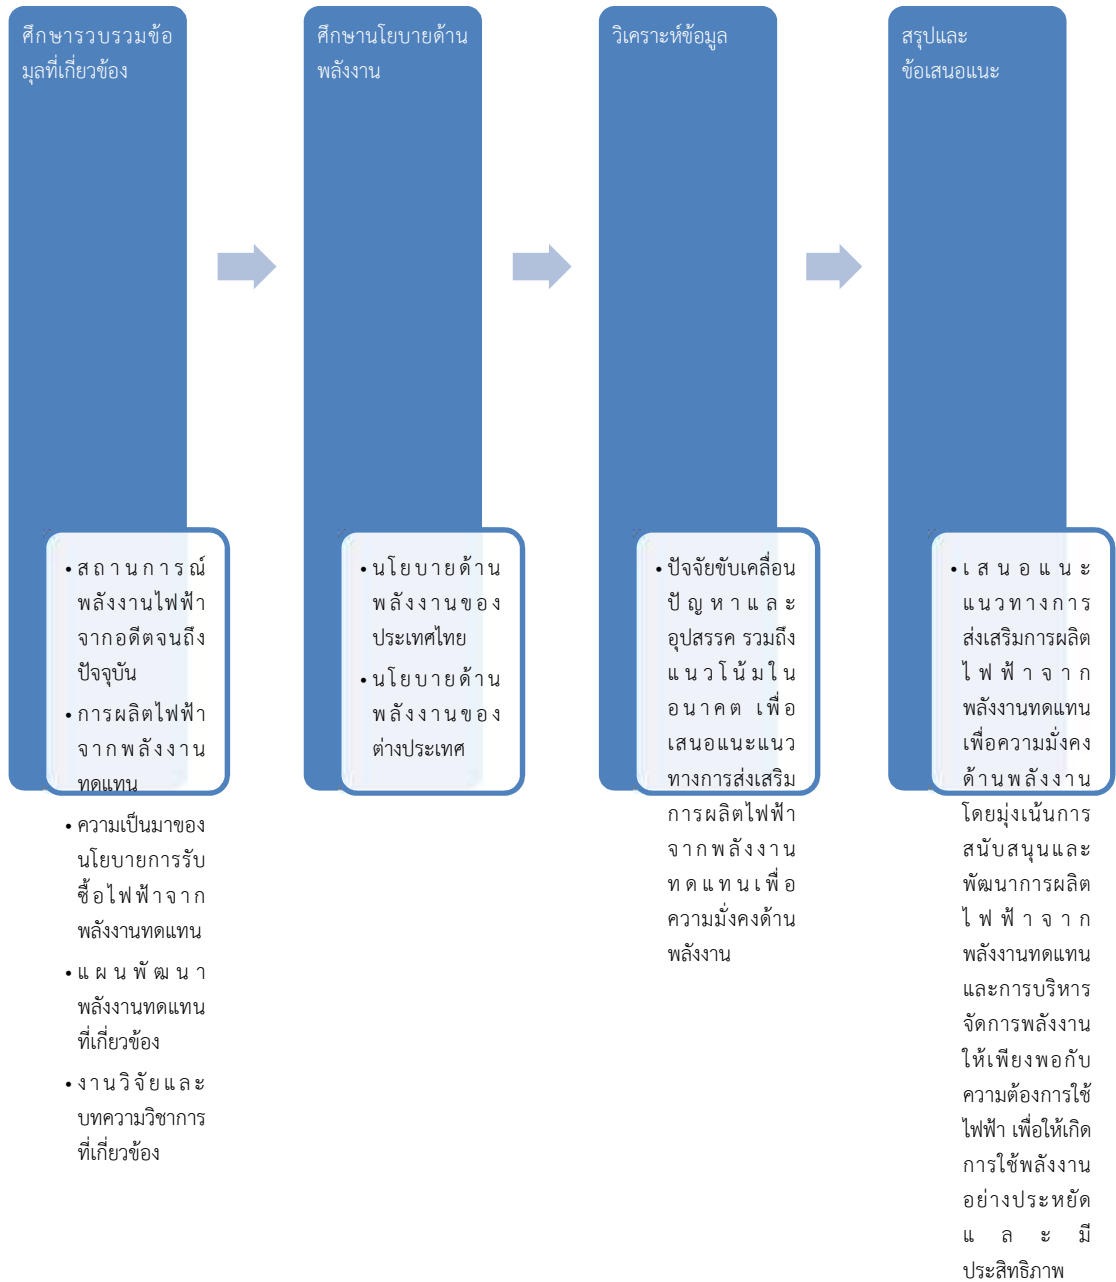 ศึกษารวบรวมข้อ
มุลที่เกี่ยวข้อง
• สถานการณ์
พลังงานไฟฟ้า
จากอดีตจนถึง
ปัจจุบัน
• การผลิตไฟฟ้า
จากพลังงาน
ทดแทน
• ความเป็นมาของ
นโยบายการรับ
ซื้อไฟฟ้าจาก
พลังงานทดแทน
• แผนพัฒนา
พลังงานทดแทน
ที่เกี่ยวข้อง
• งานวิจัยและ
บทความวิชาการ
ที่เกี่ยวข้อง
ศึกษานโยบายด้าน
พลังงาน
• นโยบายด้าน
พลังงานของ
ประเทศไทย
• นโยบายด้าน
พลังงานของ
ต่างประเทศ
วิเคราะห์ข้อมูล
• ปัจจัยขับเคลื่อน
ปัญหาและ
อุปสรรค รวมถึง
แนวโน้มใน
อนาคต เพื่อ
เสนอแนะแนว
ทางการส่งเสริม
การผลิตไฟฟ้า
จากพลังงาน
ทดแทนเพื่อ
ความมั่งคงด้าน
พลังงาน
สรุปและ
ข้อเสนอแนะ
• เสนอแนะ
แนวทางการ
ส่งเสริมการผลิต
ไฟฟ้าจาก
พลังงานทดแทน
เพื่อความมั่งคง
ด้านพลังงาน
โดยมุ่งเน้นการ
สนับสนุนและ
พัฒนาการผลิต
ไฟฟ้าจาก
พลังงานทดแทน
และการบริหาร
จัดการพลังงาน
ให้เพียงพอกับ
ความต้องการใช้
ไฟฟ้า เพื่อให้เกิด
การใช้พลังงาน
อย่างประหยัด
และมี
ประสิทธิภาพ